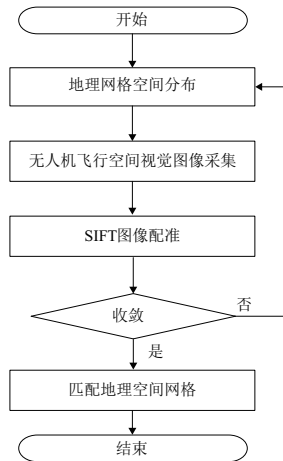 开始
地理网格空间分布
无人机飞行空间视觉图像采集
SIFT图像配准
收敛
否
是
匹配地理空间网格
结束